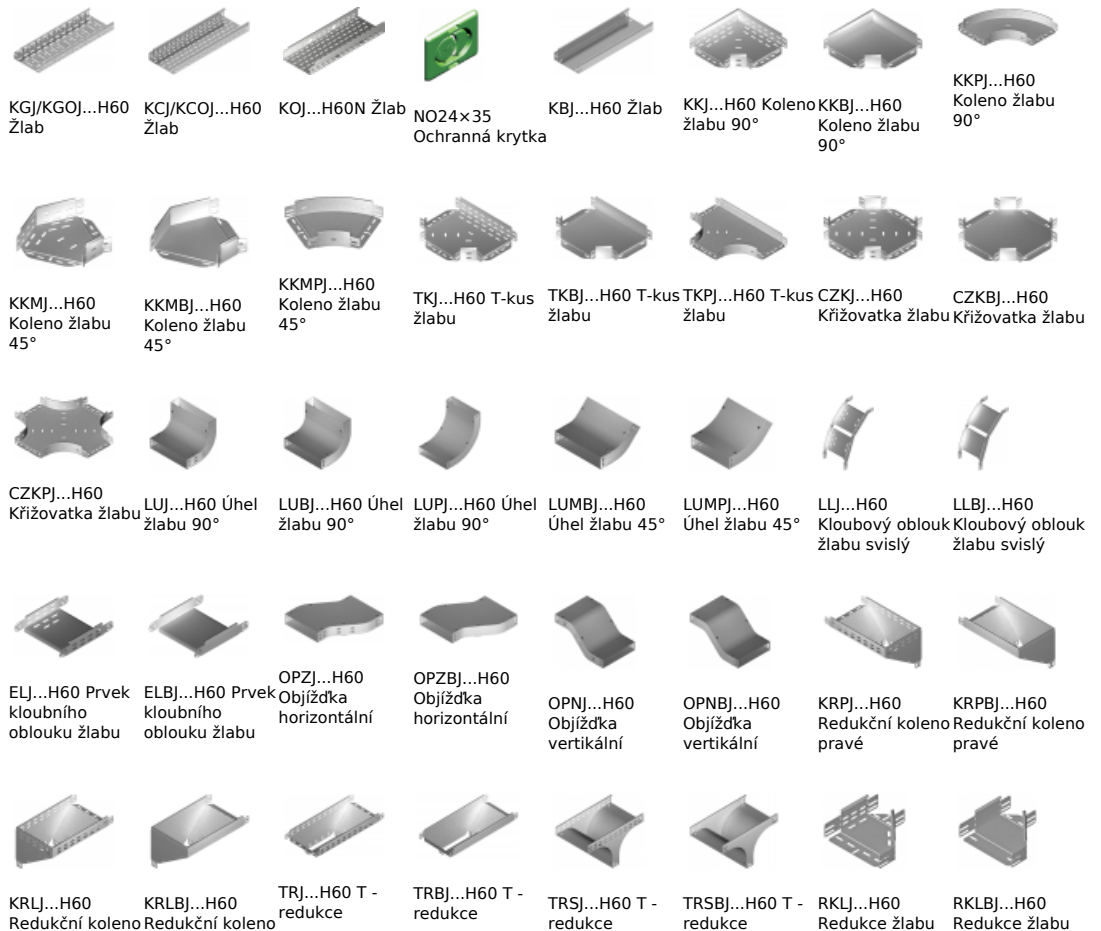 KGJ/KGOJ...H60
Žlab
KCJ/KCOJ...H60
Žlab
KOJ...H60N Žlab
NO24×35
Ochranná krytka
KBJ...H60 Žlab
KKJ...H60 Koleno
žlabu 90°
KKBJ...H60
Koleno žlabu
90°
KKPJ...H60
Koleno žlabu
90°
KKMJ...H60
Koleno žlabu
45°
KKMBJ...H60
Koleno žlabu
45°
KKMPJ...H60
Koleno žlabu
45°
TKJ...H60 T-kus
žlabu
TKBJ...H60 T-kus
žlabu
TKPJ...H60 T-kus
žlabu
CZKJ...H60
Křižovatka žlabu
CZKBJ...H60
Křižovatka žlabu
CZKPJ...H60
Křižovatka žlabu
LUJ...H60 Úhel
žlabu 90°
LUBJ...H60 Úhel
žlabu 90°
LUPJ...H60 Úhel
žlabu 90°
LUMBJ...H60
Úhel žlabu 45°
LUMPJ...H60
Úhel žlabu 45°
LLJ...H60
Kloubový oblouk
žlabu svislý
LLBJ...H60
Kloubový oblouk
žlabu svislý
ELJ...H60 Prvek
kloubního
oblouku žlabu
ELBJ...H60 Prvek
kloubního
oblouku žlabu
OPZJ...H60
Objížďka
horizontální
OPZBJ...H60
Objížďka
horizontální
OPNJ...H60
Objížďka
vertikální
OPNBJ...H60
Objížďka
vertikální
KRPJ...H60
Redukční koleno
pravé
KRPBJ...H60
Redukční koleno
pravé
KRLJ...H60
Redukční koleno
KRLBJ...H60
Redukční koleno
TRJ...H60 T -
redukce
TRBJ...H60 T -
redukce
TRSJ...H60 T -
redukce
TRSBJ...H60 T -
redukce
RKLJ...H60
Redukce žlabu
RKLBJ...H60
Redukce žlabu